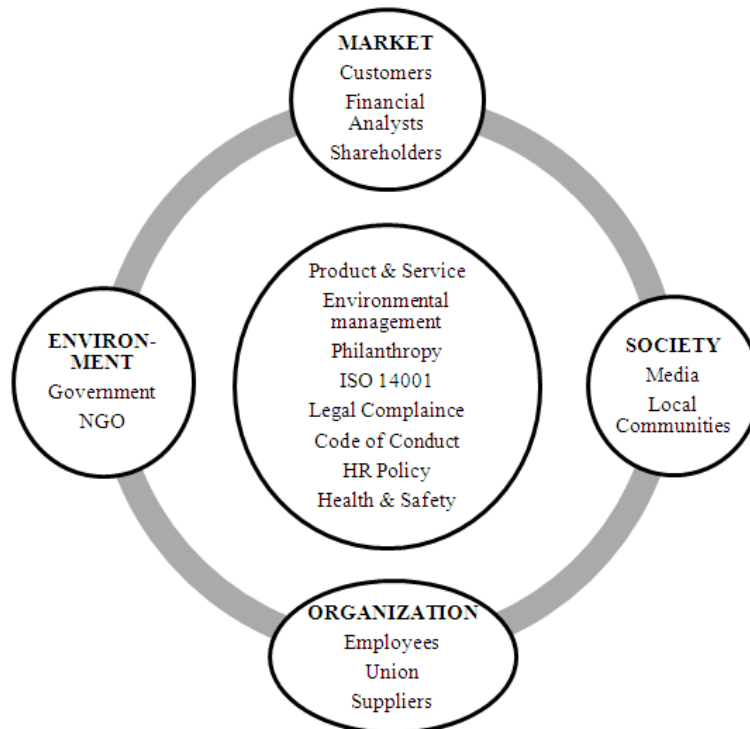 MARKET
Customers
Financial
Analysts
Shareholders
Product & Service
Environmental
management
Philanthropy
ISO 14001
Legal Complaince
Code of Conduct
HR Policy
Health & Safety
ENVIRON-
MENT
Government
NGO
SOCIETY
Media
Local
Communities
ORGANIZATION
Employees
Union
Suppliers